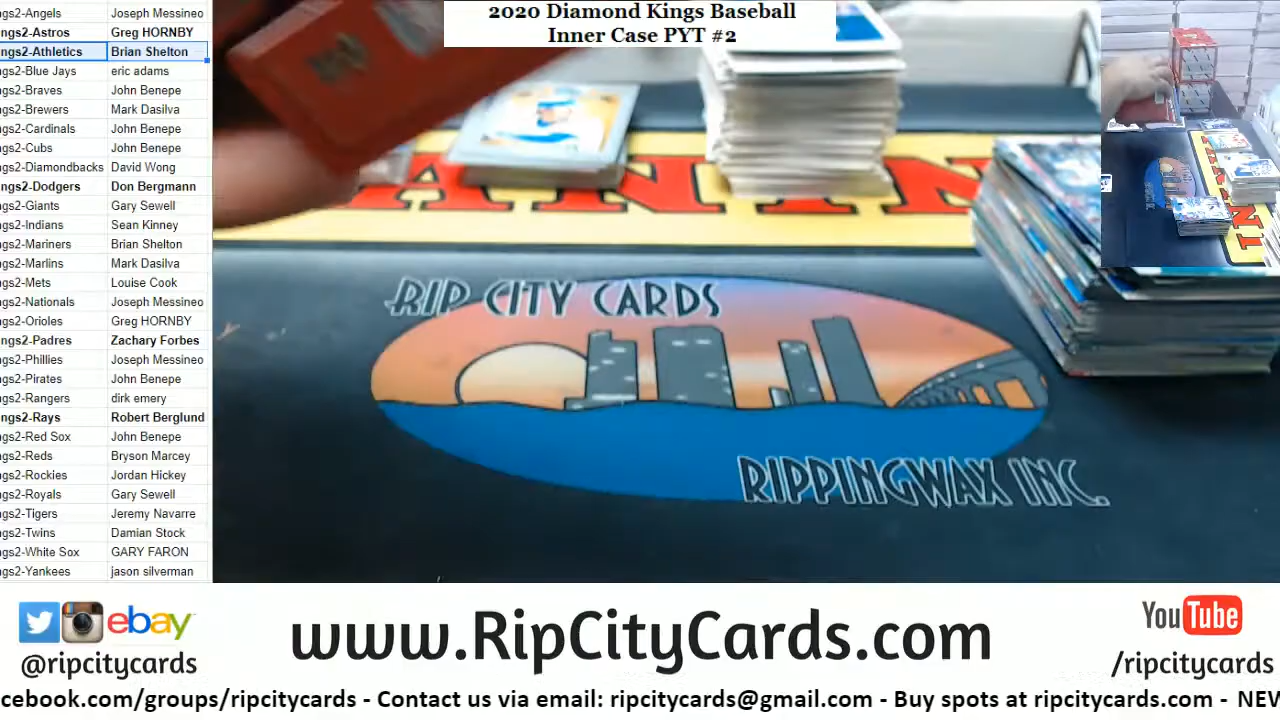 2020 Diamond Kings Baseball
Inner Case PYT #2
ngs2-Angels Joseph Messineo
ngs2-Astros Greg HORNBY
ngs2-Athletics Brian Shelton
ngs2-Blue Jays eric adams
ngs2-Braves John Benepe
ngs2-Brewers Mark Dasilva
ngs2-Cardinals John Benepe
ngs2-Cubs John Benepe
ngs2-Diamondbacks David Wong
ngs2-Dodgers Don Bergmann
ngs2-Giants Gary Sewell
ngs2-Indians Sean Kinney
ngs2-Mariners Brian Shelton
ngs2-Marlins Mark Dasilva
ngs2-Mets Louise Cook
ngs2-Nationals Joseph Messineo
ngs2-Orioles Greg HORNBY
ngs2-Padres Zachary Forbes
ngs2-Phillies Joseph Messineo
ngs2-Pirates John Benepe
ngs2-Rangers dirk emery
ngs2-Rays Robert Berglund
ngs2-Red Sox John Benepe
ngs2-Reds Bryson Marcey
ngs2-Rockies Jordan Hickey
ngs2-Royals Gary Sewell
ngs2-Tigers Jeremy Navarre
ngs2-Twins Damian Stock
ngs2-White Sox GARY FARON
ngs2-Yankees jason silverman
RIP CITY CARDS
RIPPINGWAX INC.
ebay
@ripcitycards
www.RipCityCards.com
YouTube
/ripcitycards
cebook.com/groups/ripcitycards - Contact us via email: ripcitycards@gmail.com - Buy spots at ripcitycards.com - NEW